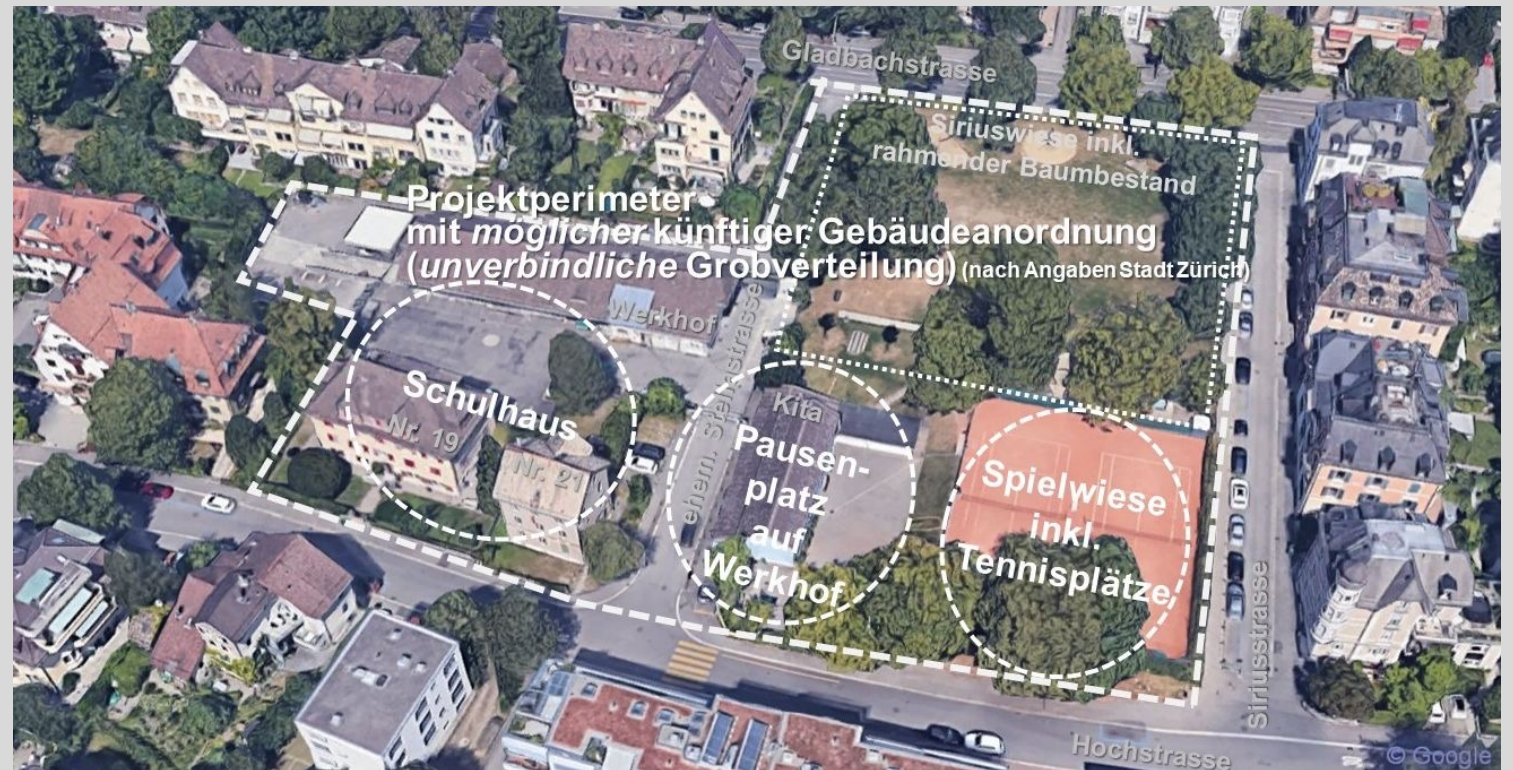 Gladbachstrasse
Siriuswiese inkl.
rahmender Baumbestand
Projektperimeter
mit möglicher künftiger Gebäudeanordnung
(unverbindliche Grobverteilung) (nach Angaben Stadt Zürich)
Werkhof
Schulhaus
Nr. 19
Nr. 21
ehem.
Kita
Pausen-
platz
auf
Werkhof
Spielwiese
inkl.
Tennisplätze
Siriusstrasse
Hochstrasse
© Google